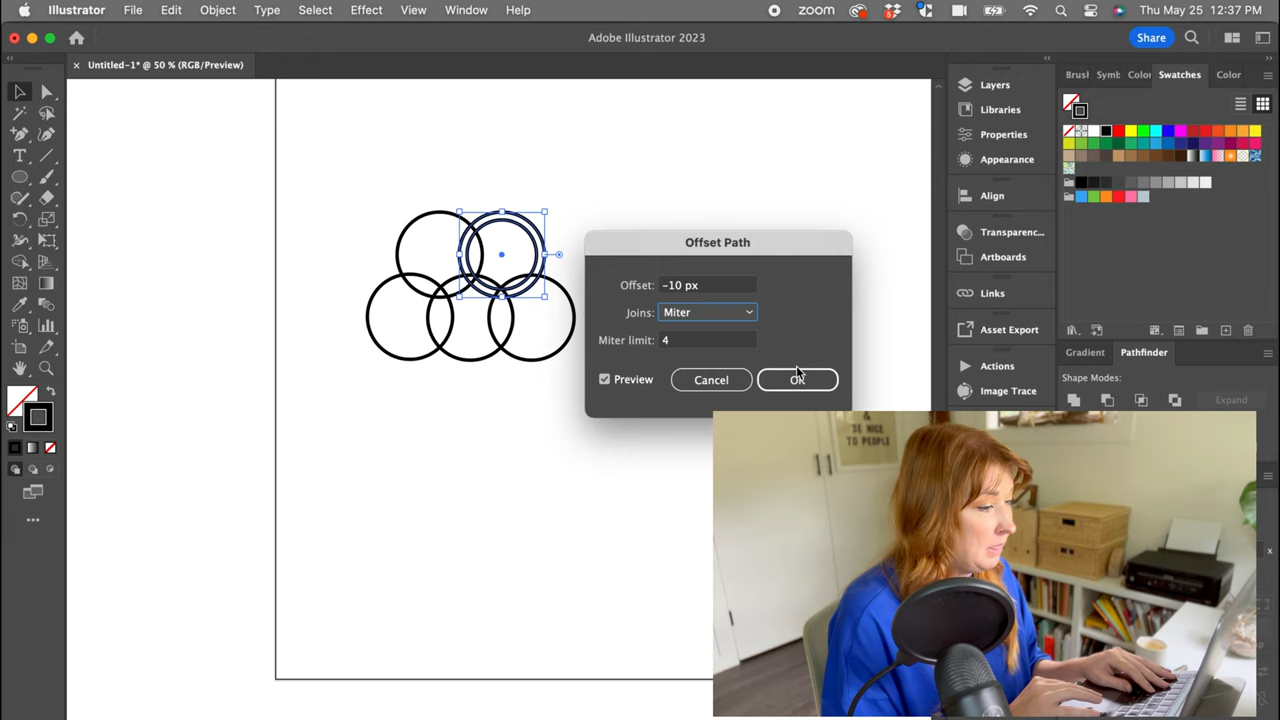 Illustrator File Edit Object Type Select Effect View Window Help zoom 5 Thu May 25 12:37 PM
Adobe Illustrator 2023 Share
Untitled-1* @ 50 % (RGB/Preview)
Layers
Libraries
Properties
Appearance
Align
Transparenc...
Artboards
Links
Asset Export
Actions
Image Trace
Brusl Symb Color Swatches Color
Gradient Pathfinder
Shape Modes:
Expand
Offset Path
Offset: -10 px
Joins: Miter
Miter limit: 4
Preview Cancel OK
& SE NICE
TO PEOPLE